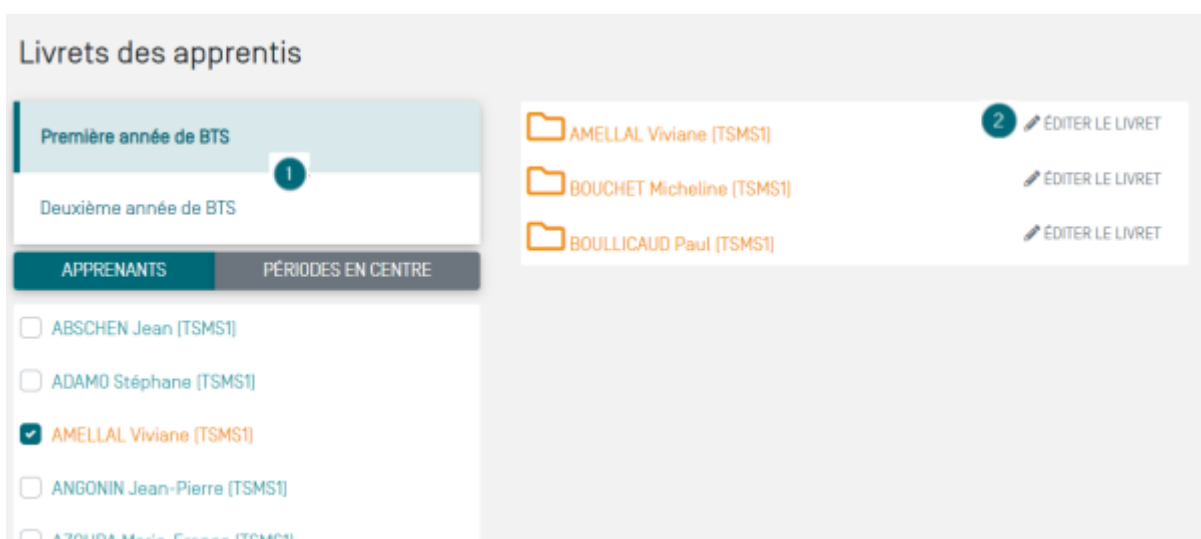 Livrets des apprentis
Première année de BTS
1
Deuxième année de BTS
APPRENANTS
PÉRIODES EN CENTRE
ABSCHEN Jean (TSMS1)
ADAMO Stéphane (TSMS1)
AMELLAL Viviane (TSMS1)
ANGONIN Jean-Pierre (TSMS1)
AMELLAL Viviane (TSMS1)
2 ÉDITER LE LIVRET
BOUCHET Micheline (TSMS1)
ÉDITER LE LIVRET
BOULLICAUD Paul (TSMS1)
ÉDITER LE LIVRET